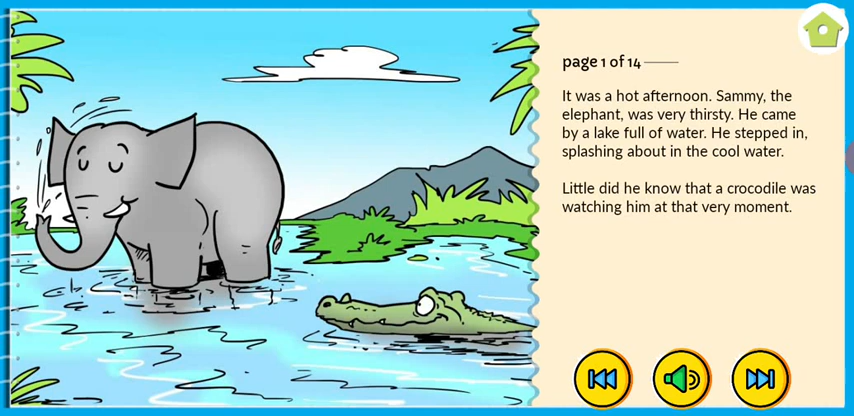 page 1 of 14
It was a hot afternoon. Sammy, the
elephant, was very thirsty. He came
by a lake full of water. He stepped in,
splashing about in the cool water.
Little did he know that a crocodile was
watching him at that very moment.